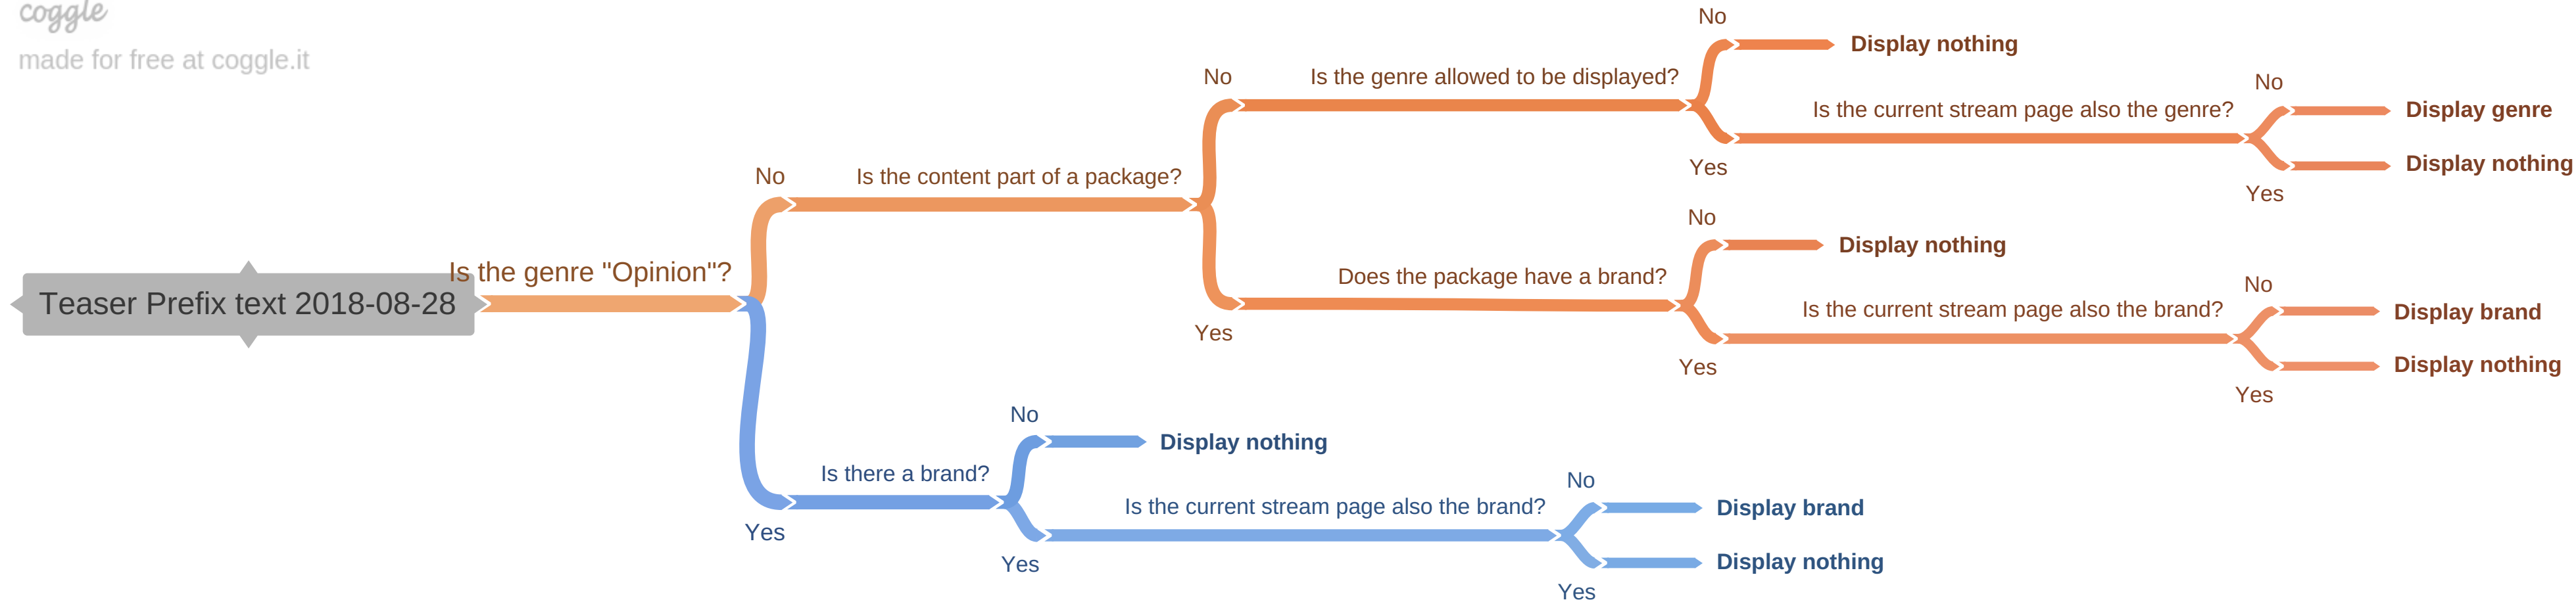 coggle
made for free at coggle.it
Teaser Prefix text 2018-08-28
Is the genre "Opinion"?
No
Is the content part of a package?
No
Is the genre allowed to be displayed?
No
Display nothing
Yes
Is the current stream page also the genre?
No
Display genre
Yes
Display nothing
Yes
Does the package have a brand?
No
Display nothing
Yes
Is the current stream page also the brand?
No
Display brand
Yes
Display nothing
Yes
Is there a brand?
No
Display nothing
Yes
Is the current stream page also the brand?
No
Display brand
Yes
Display nothing